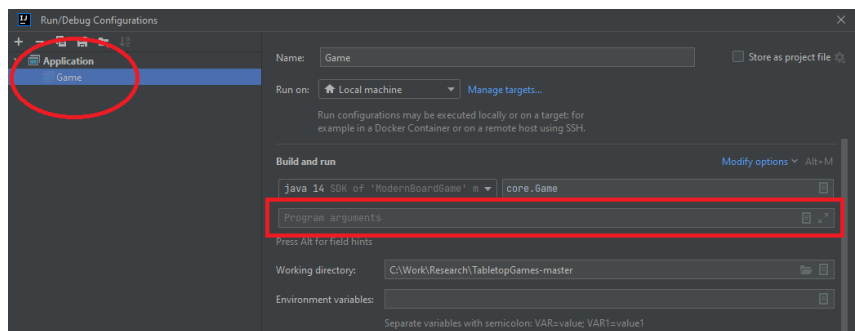 Run/Debug Configurations
Application
Game
Name: Game
Store as project file
Run on: Local machine
Manage targets...
Run configurations may be executed locally or on a target: for
example in a Docker Container or on a remote host using SSH.
Build and run
Modify options Alt+M
java 14 SDK of 'ModernBoardGame' m
core.Game
Program arguments
Press Alt for field hints
Working directory: C:\Work\Research\TabletopGames-master
Environment variables:
Separate variables with semicolon: VAR=value; VAR1=value1